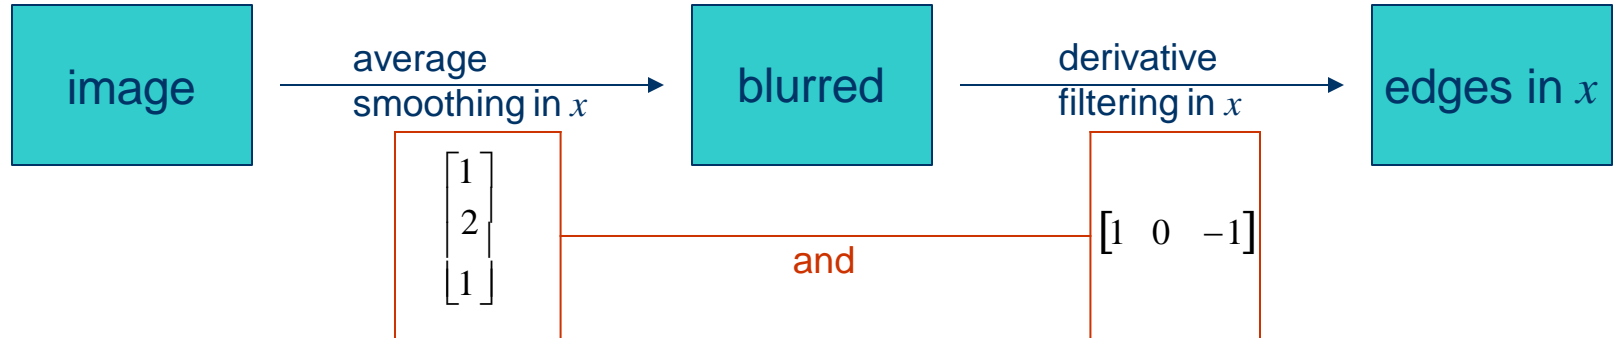 image
average
smoothing in x
blurred
derivative
filtering in x
edges in x
[1
2
1]
and
[1 0 −1]